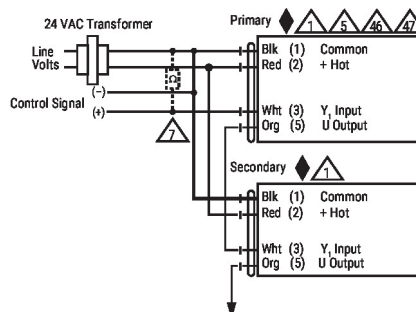 24 VAC Transformer
Primary 1 5 46 47
Line Volts
Blk (1) Common
Red (2) + Hot
Ω
(–)
Control Signal (+)
Wht (3) Y1 Input
Org (5) U Output
7
Secondary 1
Blk (1) Common
Red (2) + Hot
Wht (3) Y1 Input
Org (5) U Output